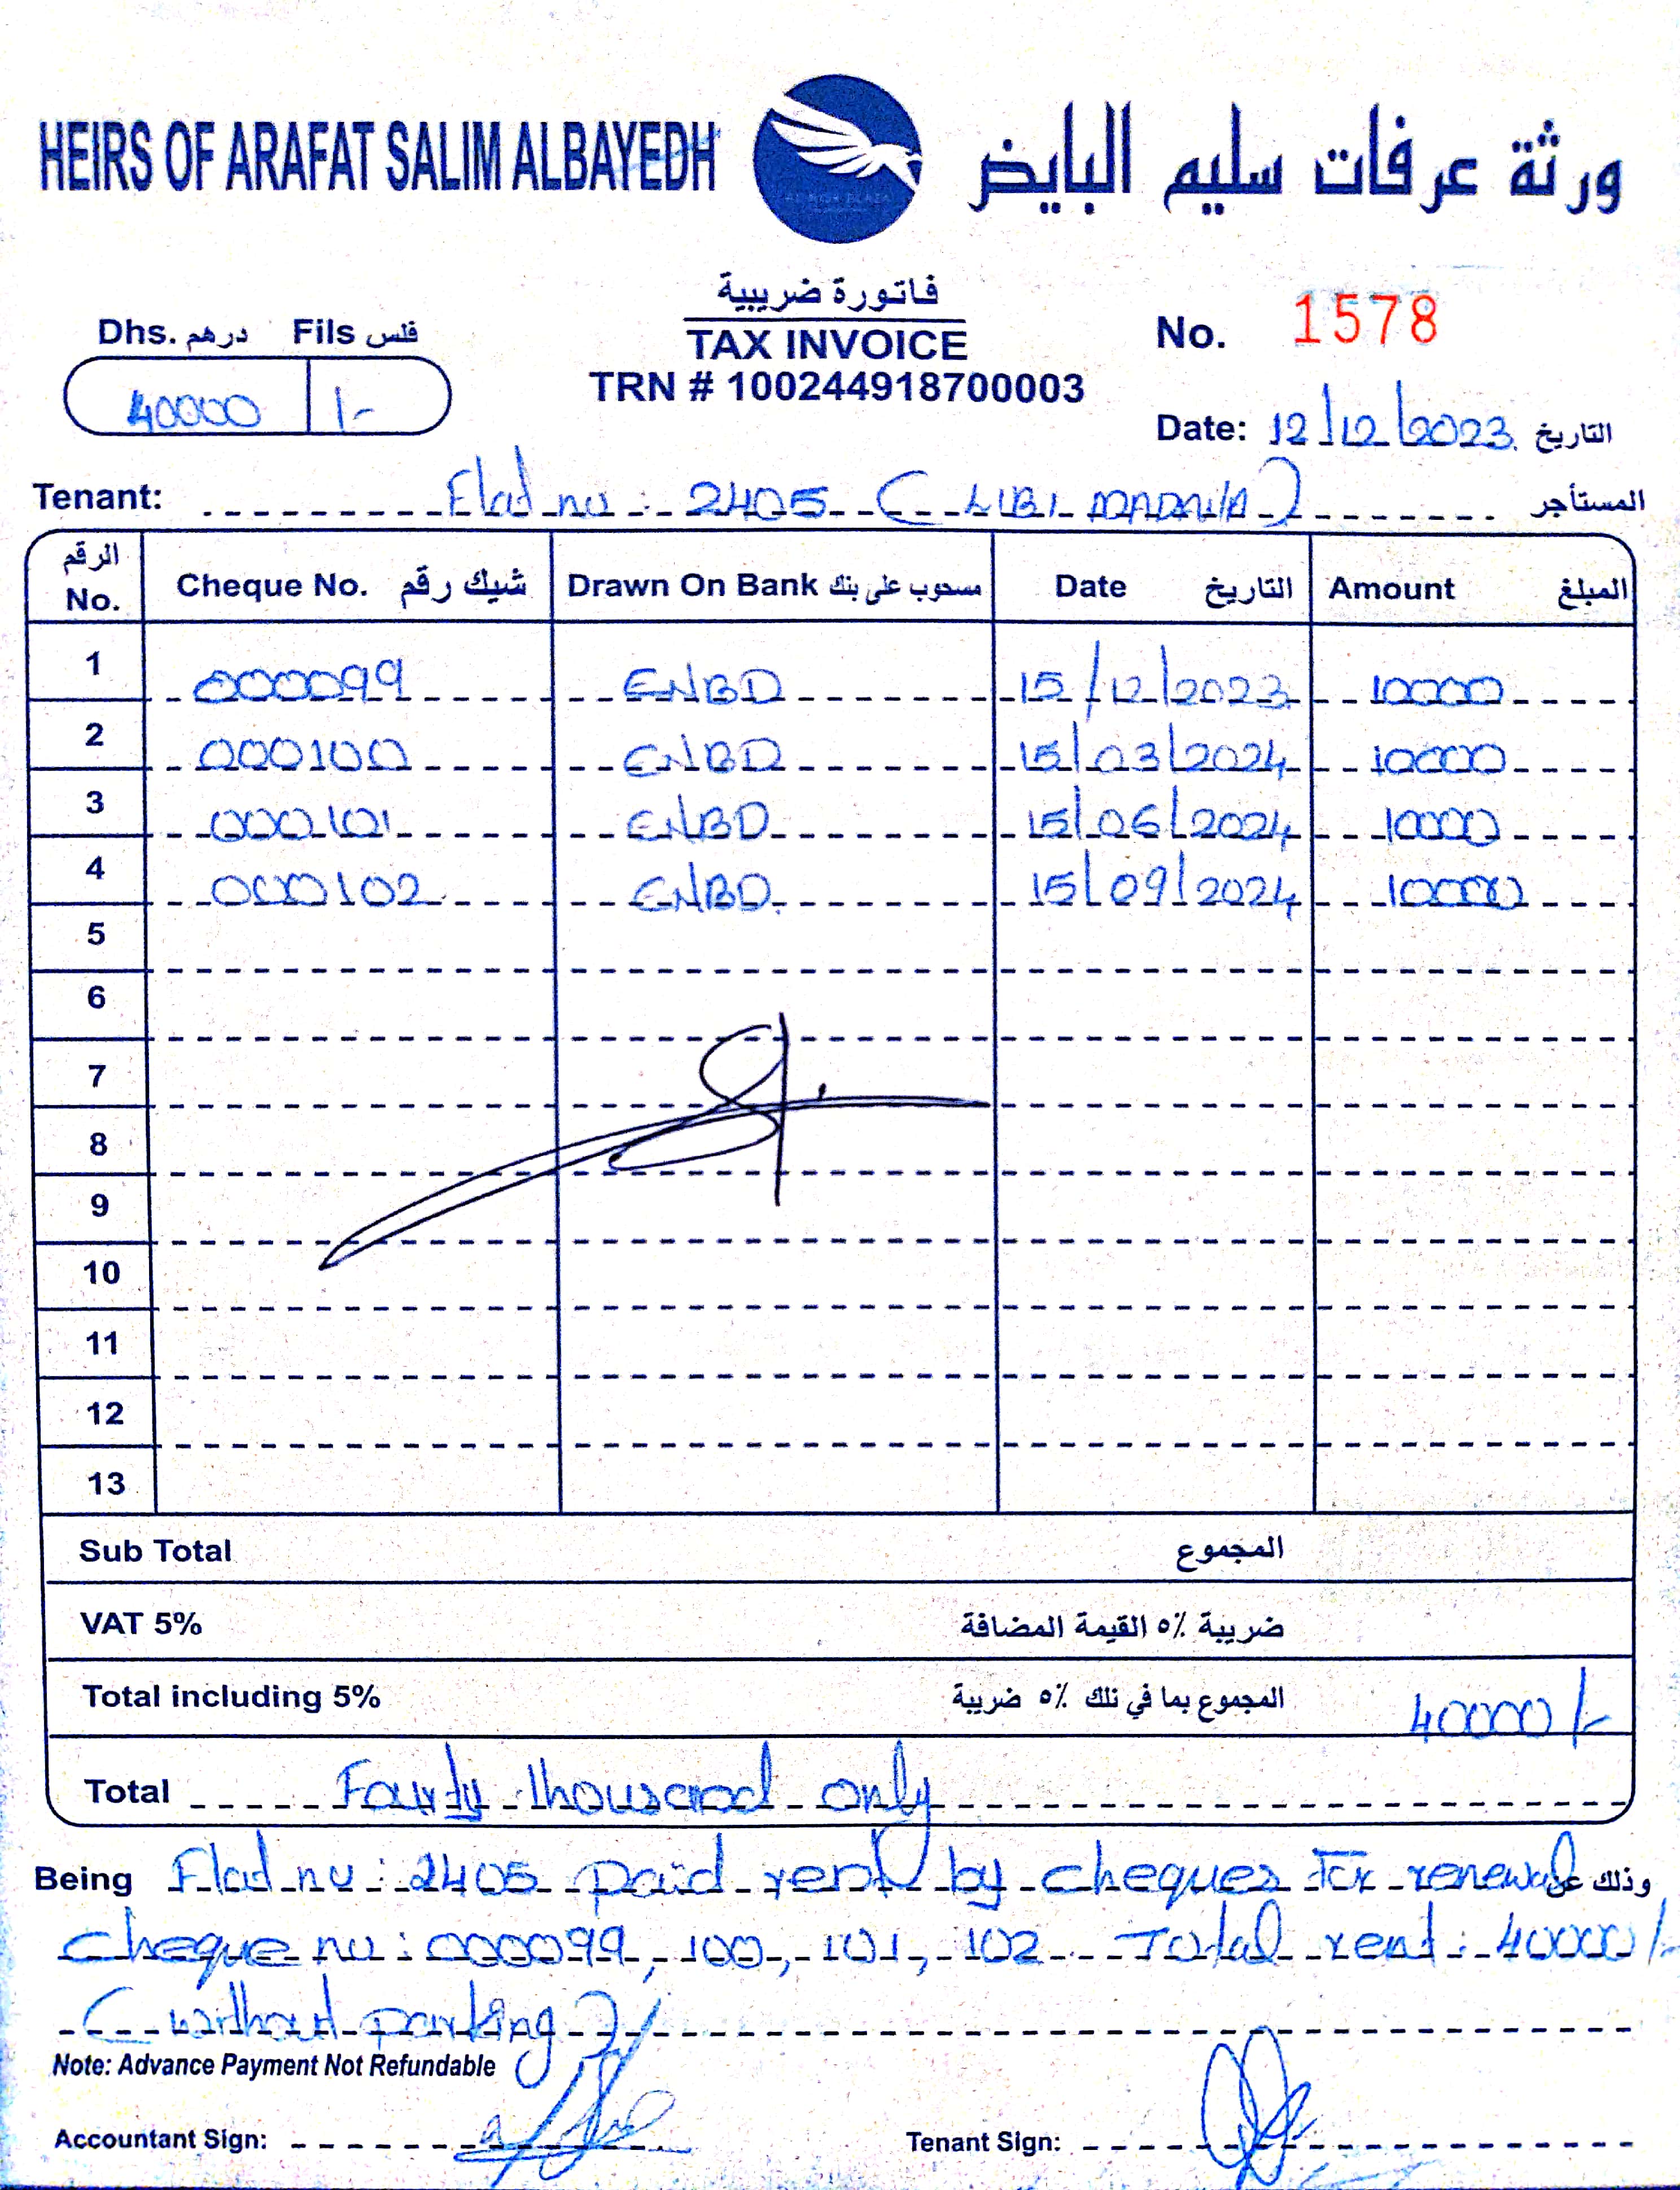 HEIRS OF ARAFAT SALIM ALBAYEDH ورثة عرفات سليم البايض
فاتورة ضريبية
TAX INVOICE
TRN # 100244918700003
Dhs. درهم Fils فلس
40000 /-
No. 1578
Date: 12/12/2023 التاريخ
Tenant: Flat no: 2405 ( LIBI ) المستأجر
الرقم No. Cheque No. شيك رقم Drawn On Bank مسحوب على بنك Date التاريخ Amount المبلغ
1 000099 ENBD 15/12/2023 10000
2 000100 ENBD 15/03/2024 10000
3 000101 ENBD 15/06/2024 10000
4 000102 ENBD 15/09/2024 10000
5
6
7
8
9
10
11
12
13
Sub Total المجموع
VAT 5% ضريبة ٥٪ القيمة المضافة
Total including 5% المجموع بما في تلك ٥٪ ضريبة 40000/-
Total Fourty thousand only
Being Flat no: 2405 paid rent by cheques for renewal وذلك عن
cheque no: 000099, 100, 101, 102 Total rent: 40000/-
( without parking )
Note: Advance Payment Not Refundable
Accountant Sign: Tenant Sign: